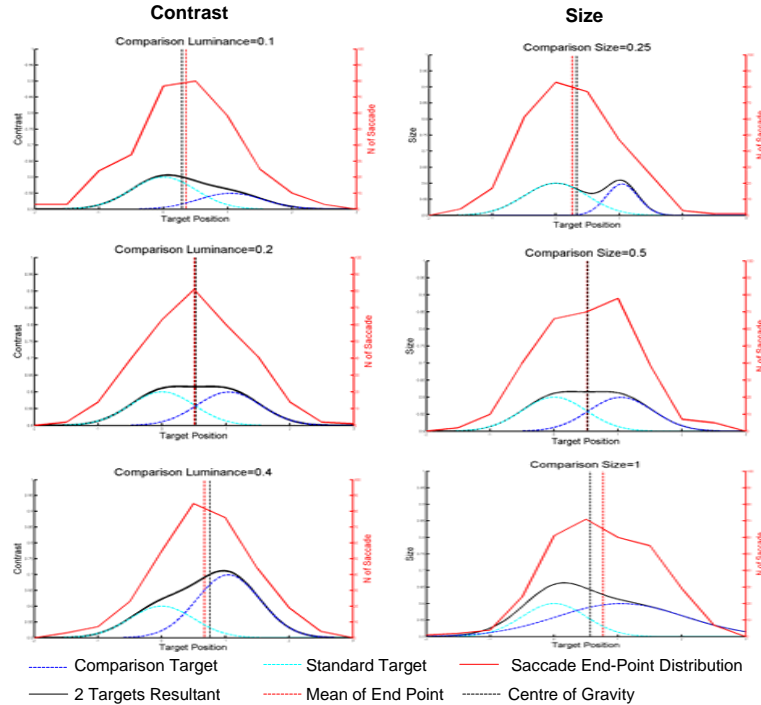 Contrast
Size
Comparison Luminance=0.1
Contrast
N of Saccade
Target Position
Comparison Size=0.25
Size
N of Saccade
Target Position
Comparison Luminance=0.2
Contrast
N of Saccade
Target Position
Comparison Size=0.5
Size
N of Saccade
Target Position
Comparison Luminance=0.4
Contrast
N of Saccade
Target Position
Comparison Size=1
Size
N of Saccade
Target Position
Comparison Target
Standard Target
Saccade End-Point Distribution
2 Targets Resultant
Mean of End Point
Centre of Gravity